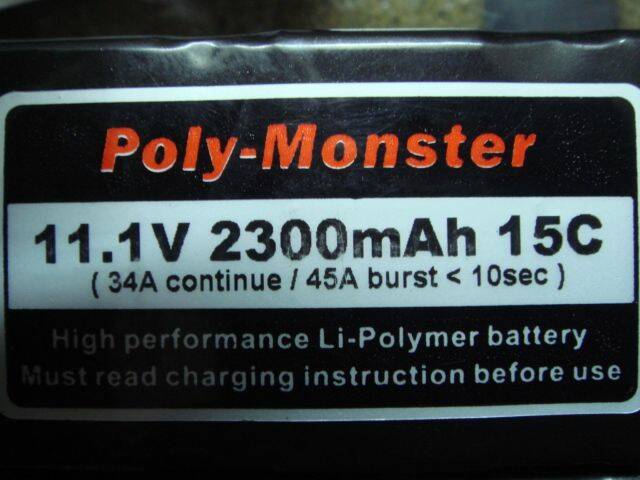 Poly-Monster
11.1V 2300mAh 15C
( 34A continue / 45A burst < 10sec )
High performance Li-Polymer battery
Must read charging instruction before use